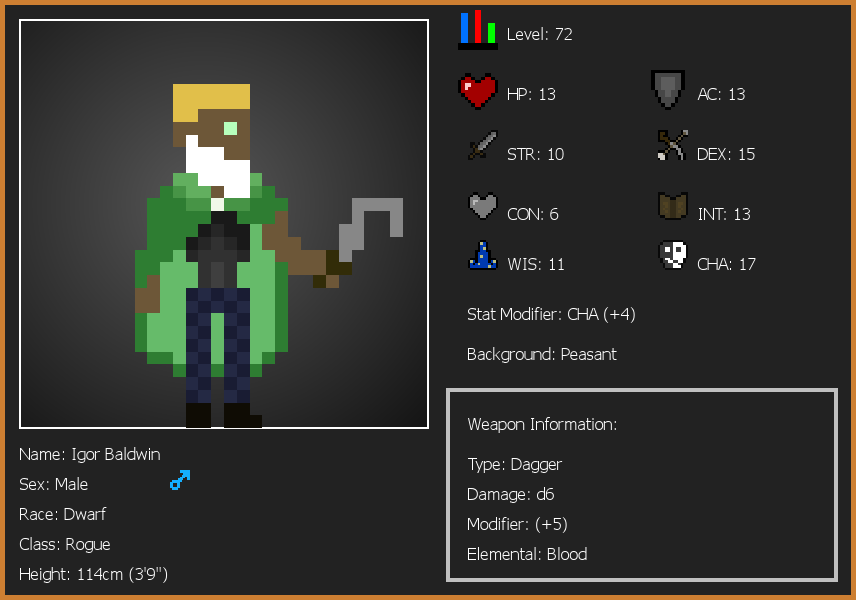 Level: 72
HP: 13
AC: 13
STR: 10
DEX: 15
CON: 6
INT: 13
WIS: 11
CHA: 17
Stat Modifier: CHA (+4)
Background: Peasant
Weapon Information:
Type: Dagger
Damage: d6
Modifier: (+5)
Elemental: Blood
Name: Igor Baldwin
Sex: Male
Race: Dwarf
Class: Rogue
Height: 114cm (3'9")